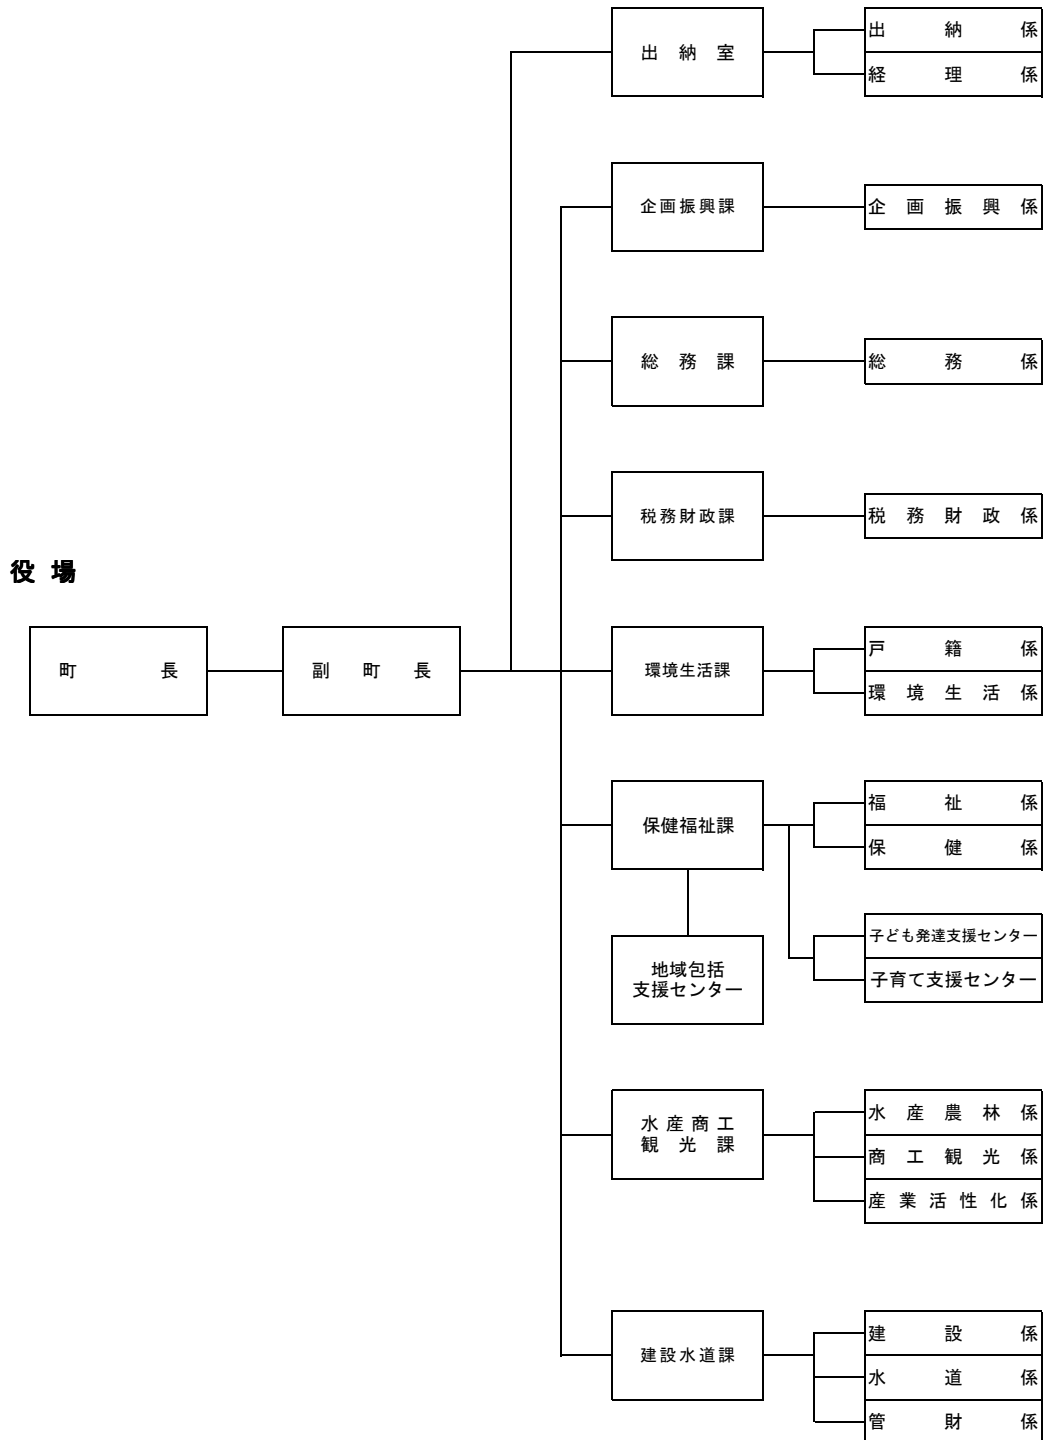 出納室
出納係
経理係
企画振興課
企画振興係
総務課
総務係
税務財政課
税務財政係
役場
町長
副町長
環境生活課
戸籍係
環境生活係
保健福祉課
福祉係
保健係
地域包括
支援センター
子ども発達支援センター
子育て支援センター
水産商工
観光課
水産農林係
商工観光係
産業活性化係
建設水道課
建設係
水道係
管財係